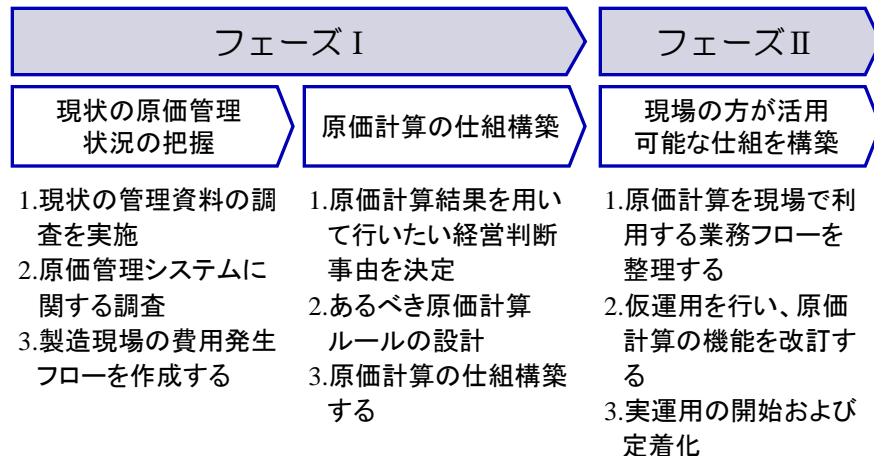 フェーズⅠ
フェーズⅡ
現状の原価管理
状況の把握
原価計算の仕組構築
現場の方が活用
可能な仕組を構築
1.現状の管理資料の調
査を実施
2.原価管理システムに
関する調査
3.製造現場の費用発生
フローを作成する
1.原価計算結果を用い
て行いたい経営判断
事由を決定
2.あるべき原価計算
ルールの設計
3.原価計算の仕組構築
する
1.原価計算を現場で利
用する業務フローを
整理する
2.仮運用を行い、原価
計算の機能を改訂す
る
3.実運用の開始および
定着化